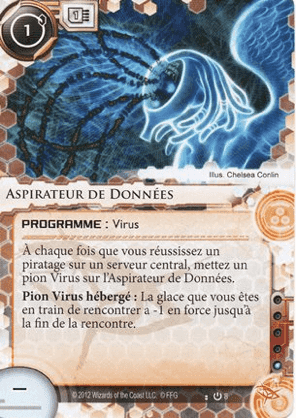 1
1
Illus. Chelsea Conlin
ASPIRATEUR DE DONNÉES
PROGRAMME : Virus
À chaque fois que vous réussissez un
piratage sur un serveur central, mettez un
pion Virus sur l'Aspirateur de Données.
Pion Virus hébergé : La glace que vous êtes
en train de rencontrer a -1 en force jusqu'à
la fin de la rencontre.
–
© 2012 Wizards of the Coast LLC. © FFG
8